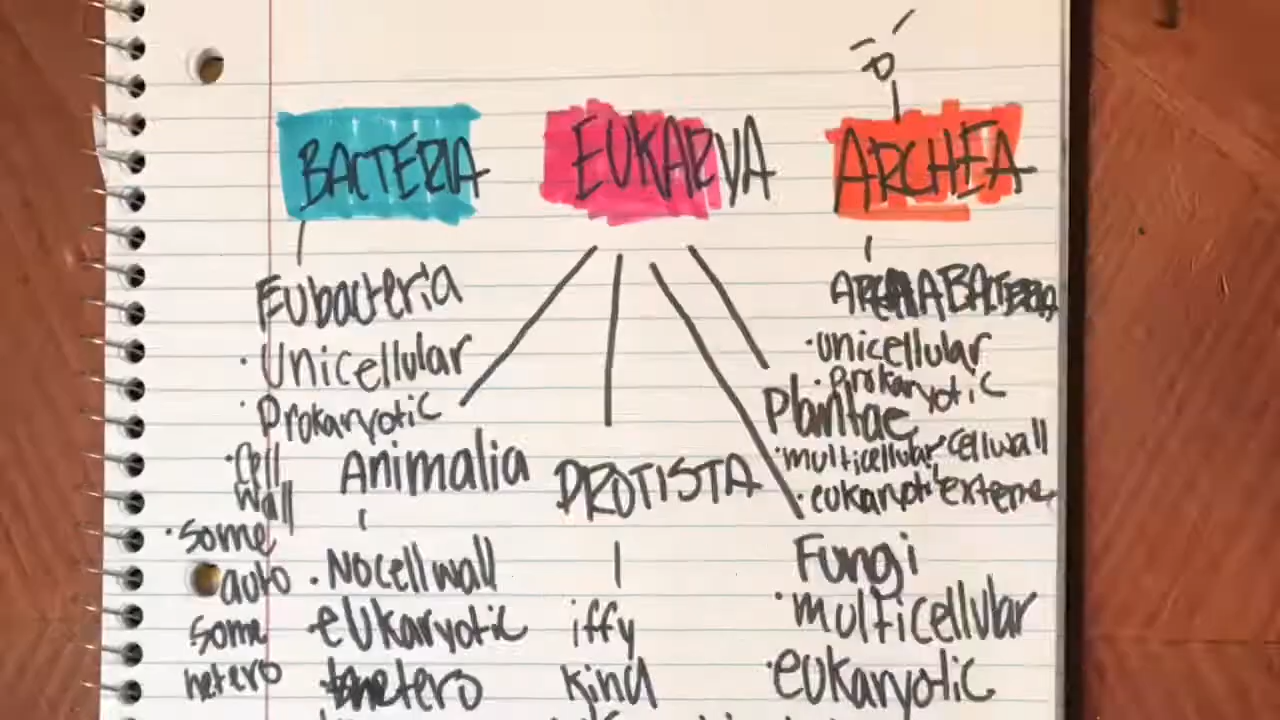 BACTERIA
EUKARYA
ARCHEA
Eubacteria
· Unicellular
· Prokaryotic
· Cell
wall
· Some
auto
some
hetero
Animalia
· No cell wall
eukaryotic
hetero
PROTISTA
iffy
kind
ARCHAABACTERIA
· unicellular
· Prokaryotic
· cell wall
Plantae
· multicellular
· eukaryotic
Fungi
· multicellular
· eukaryotic